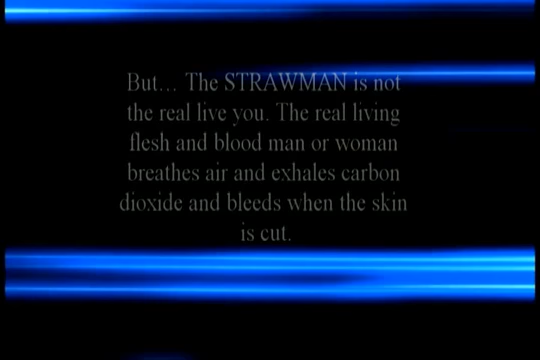 But... The STRAWMAN is not
the real live you. The real living
flesh and blood man or woman
breathes air and exhales carbon
dioxide and bleeds when the skin
is cut.